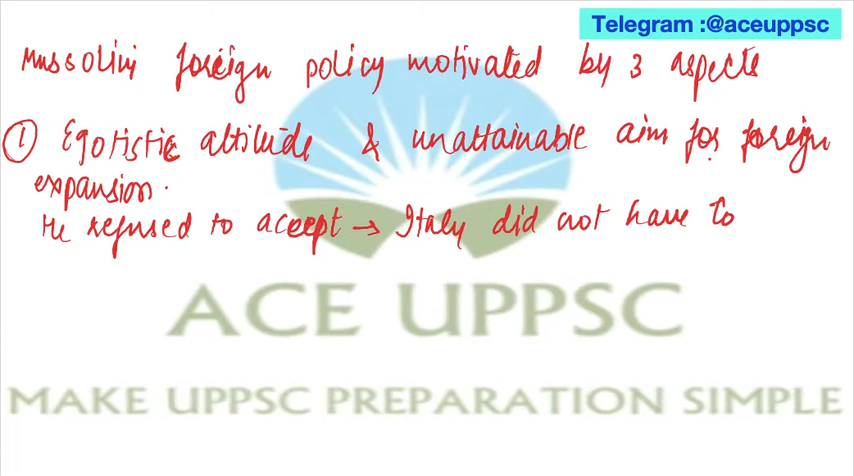 Telegram :@aceuppsc
Mussolini foreign policy motivated by 3 aspects
① Egotistic attitude & unattainable aim for foreign
expansion.
He refused to accept → Italy did not have to
ACE UPPSC
MAKE UPPSC PREPARATION SIMPLE